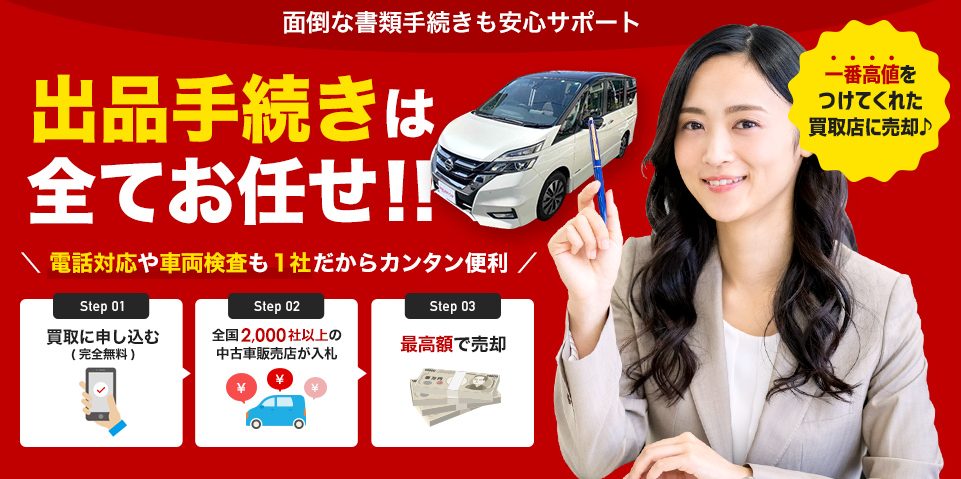 面倒な書類手続きも安心サポート
出品手続きは
全てお任せ!!
一番高値を
つけてくれた
買取店に売却♪
\ 電話対応や車両検査も1社だからカンタン便利 /
Step 01
買取に申し込む
(完全無料)
Step 02
全国2,000社以上の
中古車販売店が入札
¥ ¥ ¥
Step 03
最高額で売却